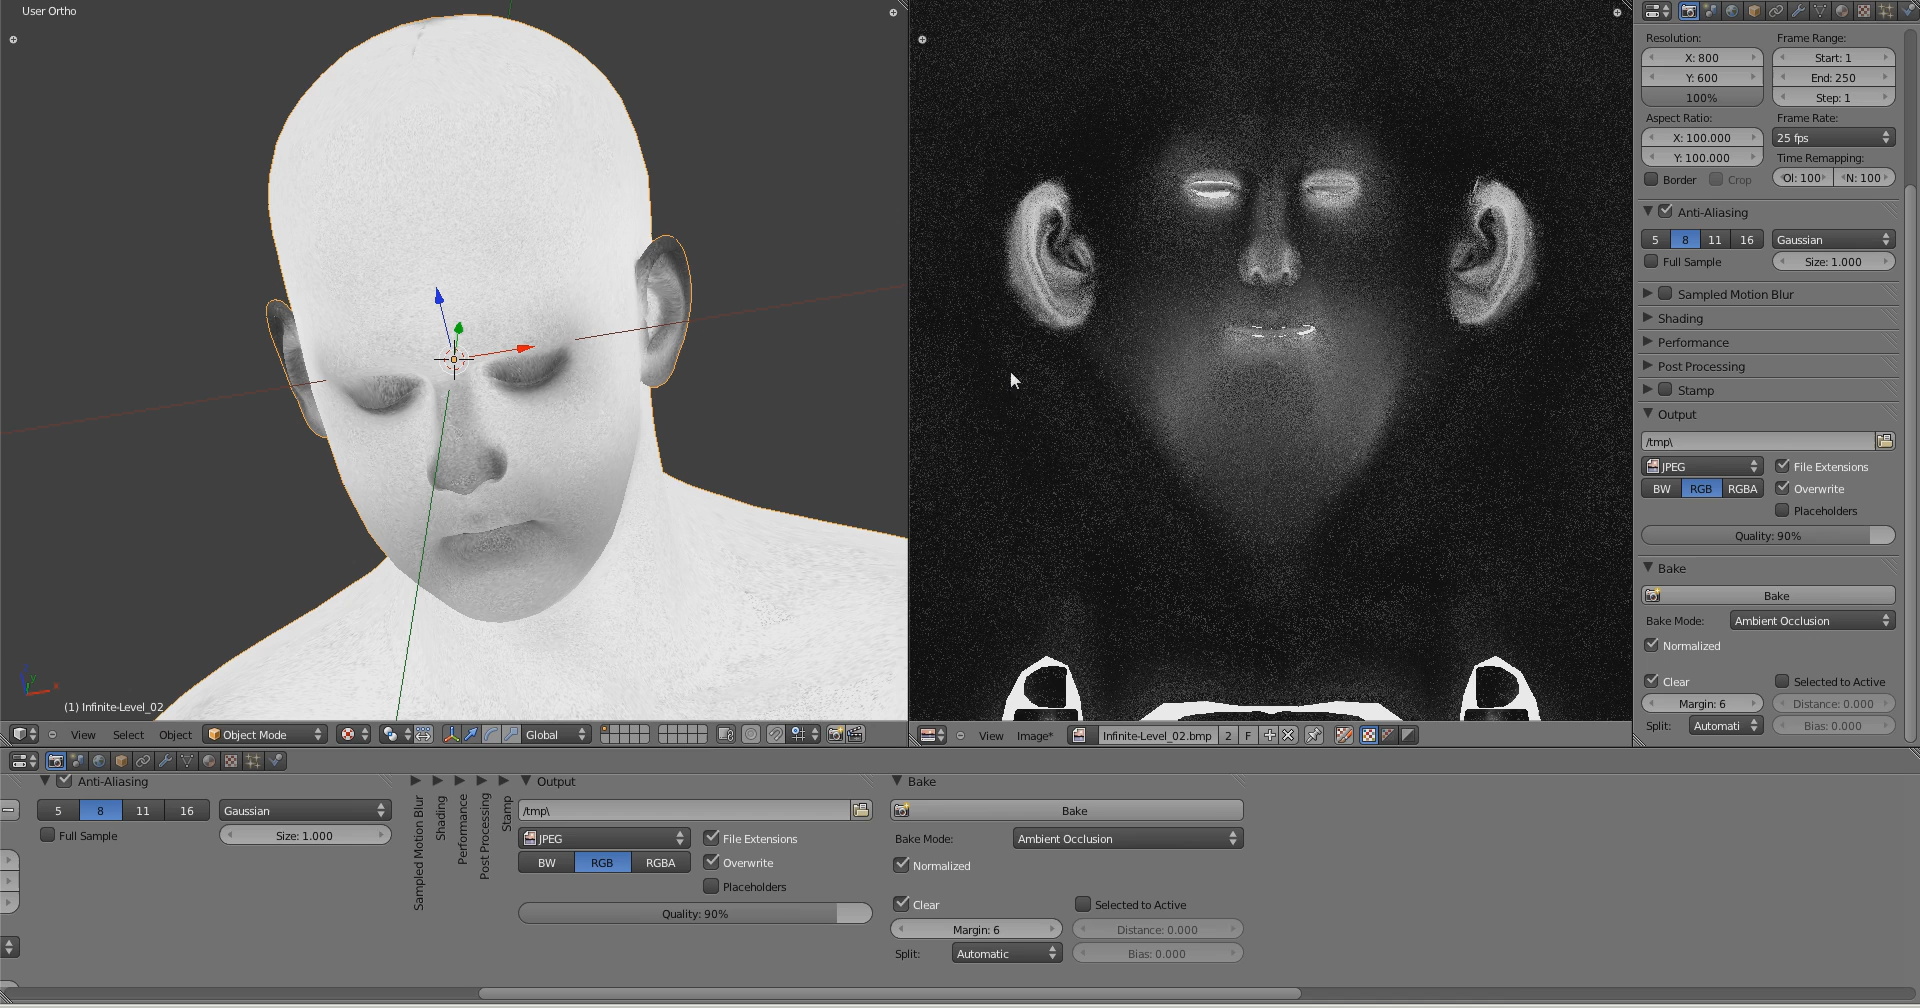 User Ortho
(1) Infinite-Level_02
View
Select
Object
Object Mode
Global
View
Image*
Infinite-Level_02.bmp
2
F
Resolution:
X: 800
Y: 600
100%
Frame Range:
Start: 1
End: 250
Step: 1
Aspect Ratio:
X: 100.000
Y: 100.000
Frame Rate:
25 fps
Time Remapping:
Border
Crop
Ol: 100
N: 100
Anti-Aliasing
5
8
11
16
Gaussian
Full Sample
Size: 1.000
Sampled Motion Blur
Shading
Performance
Post Processing
Stamp
Output
/tmp\
JPEG
File Extensions
BW
RGB
RGBA
Overwrite
Placeholders
Quality: 90%
Bake
Bake
Bake Mode:
Ambient Occlusion
Normalized
Clear
Selected to Active
Margin: 6
Distance: 0.000
Split:
Automati
Bias: 0.000
Anti-Aliasing
5
8
11
16
Gaussian
Full Sample
Size: 1.000
Sampled Motion Blur
Shading
Performance
Post Processing
Stamp
Output
/tmp\
JPEG
File Extensions
BW
RGB
RGBA
Overwrite
Placeholders
Quality: 90%
Bake
Bake
Bake Mode:
Ambient Occlusion
Normalized
Clear
Selected to Active
Margin: 6
Distance: 0.000
Split:
Automatic
Bias: 0.000